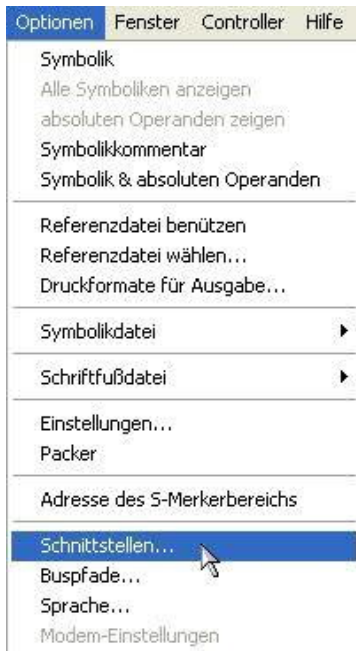 Optionen Fenster Controller Hilfe
Symbolik
Alle Symboliken anzeigen
absoluten Operanden zeigen
Symbolikkommentar
Symbolik & absoluten Operanden
Referenzdatei benützen
Referenzdatei wählen...
Druckformate für Ausgabe...
Symbolikdatei
Schriftfußdatei
Einstellungen...
Packer
Adresse des S-Merkerbereichs
Schnittstellen...
Buspfade...
Sprache...
Modem-Einstellungen